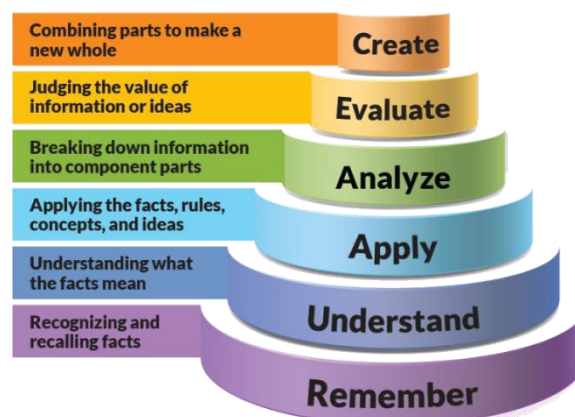 Combining parts to make a
new whole
Create
Judging the value of
information or ideas
Evaluate
Breaking down information
into component parts
Analyze
Applying the facts, rules,
concepts, and ideas
Apply
Understanding what
the facts mean
Understand
Recognizing and
recalling facts
Remember